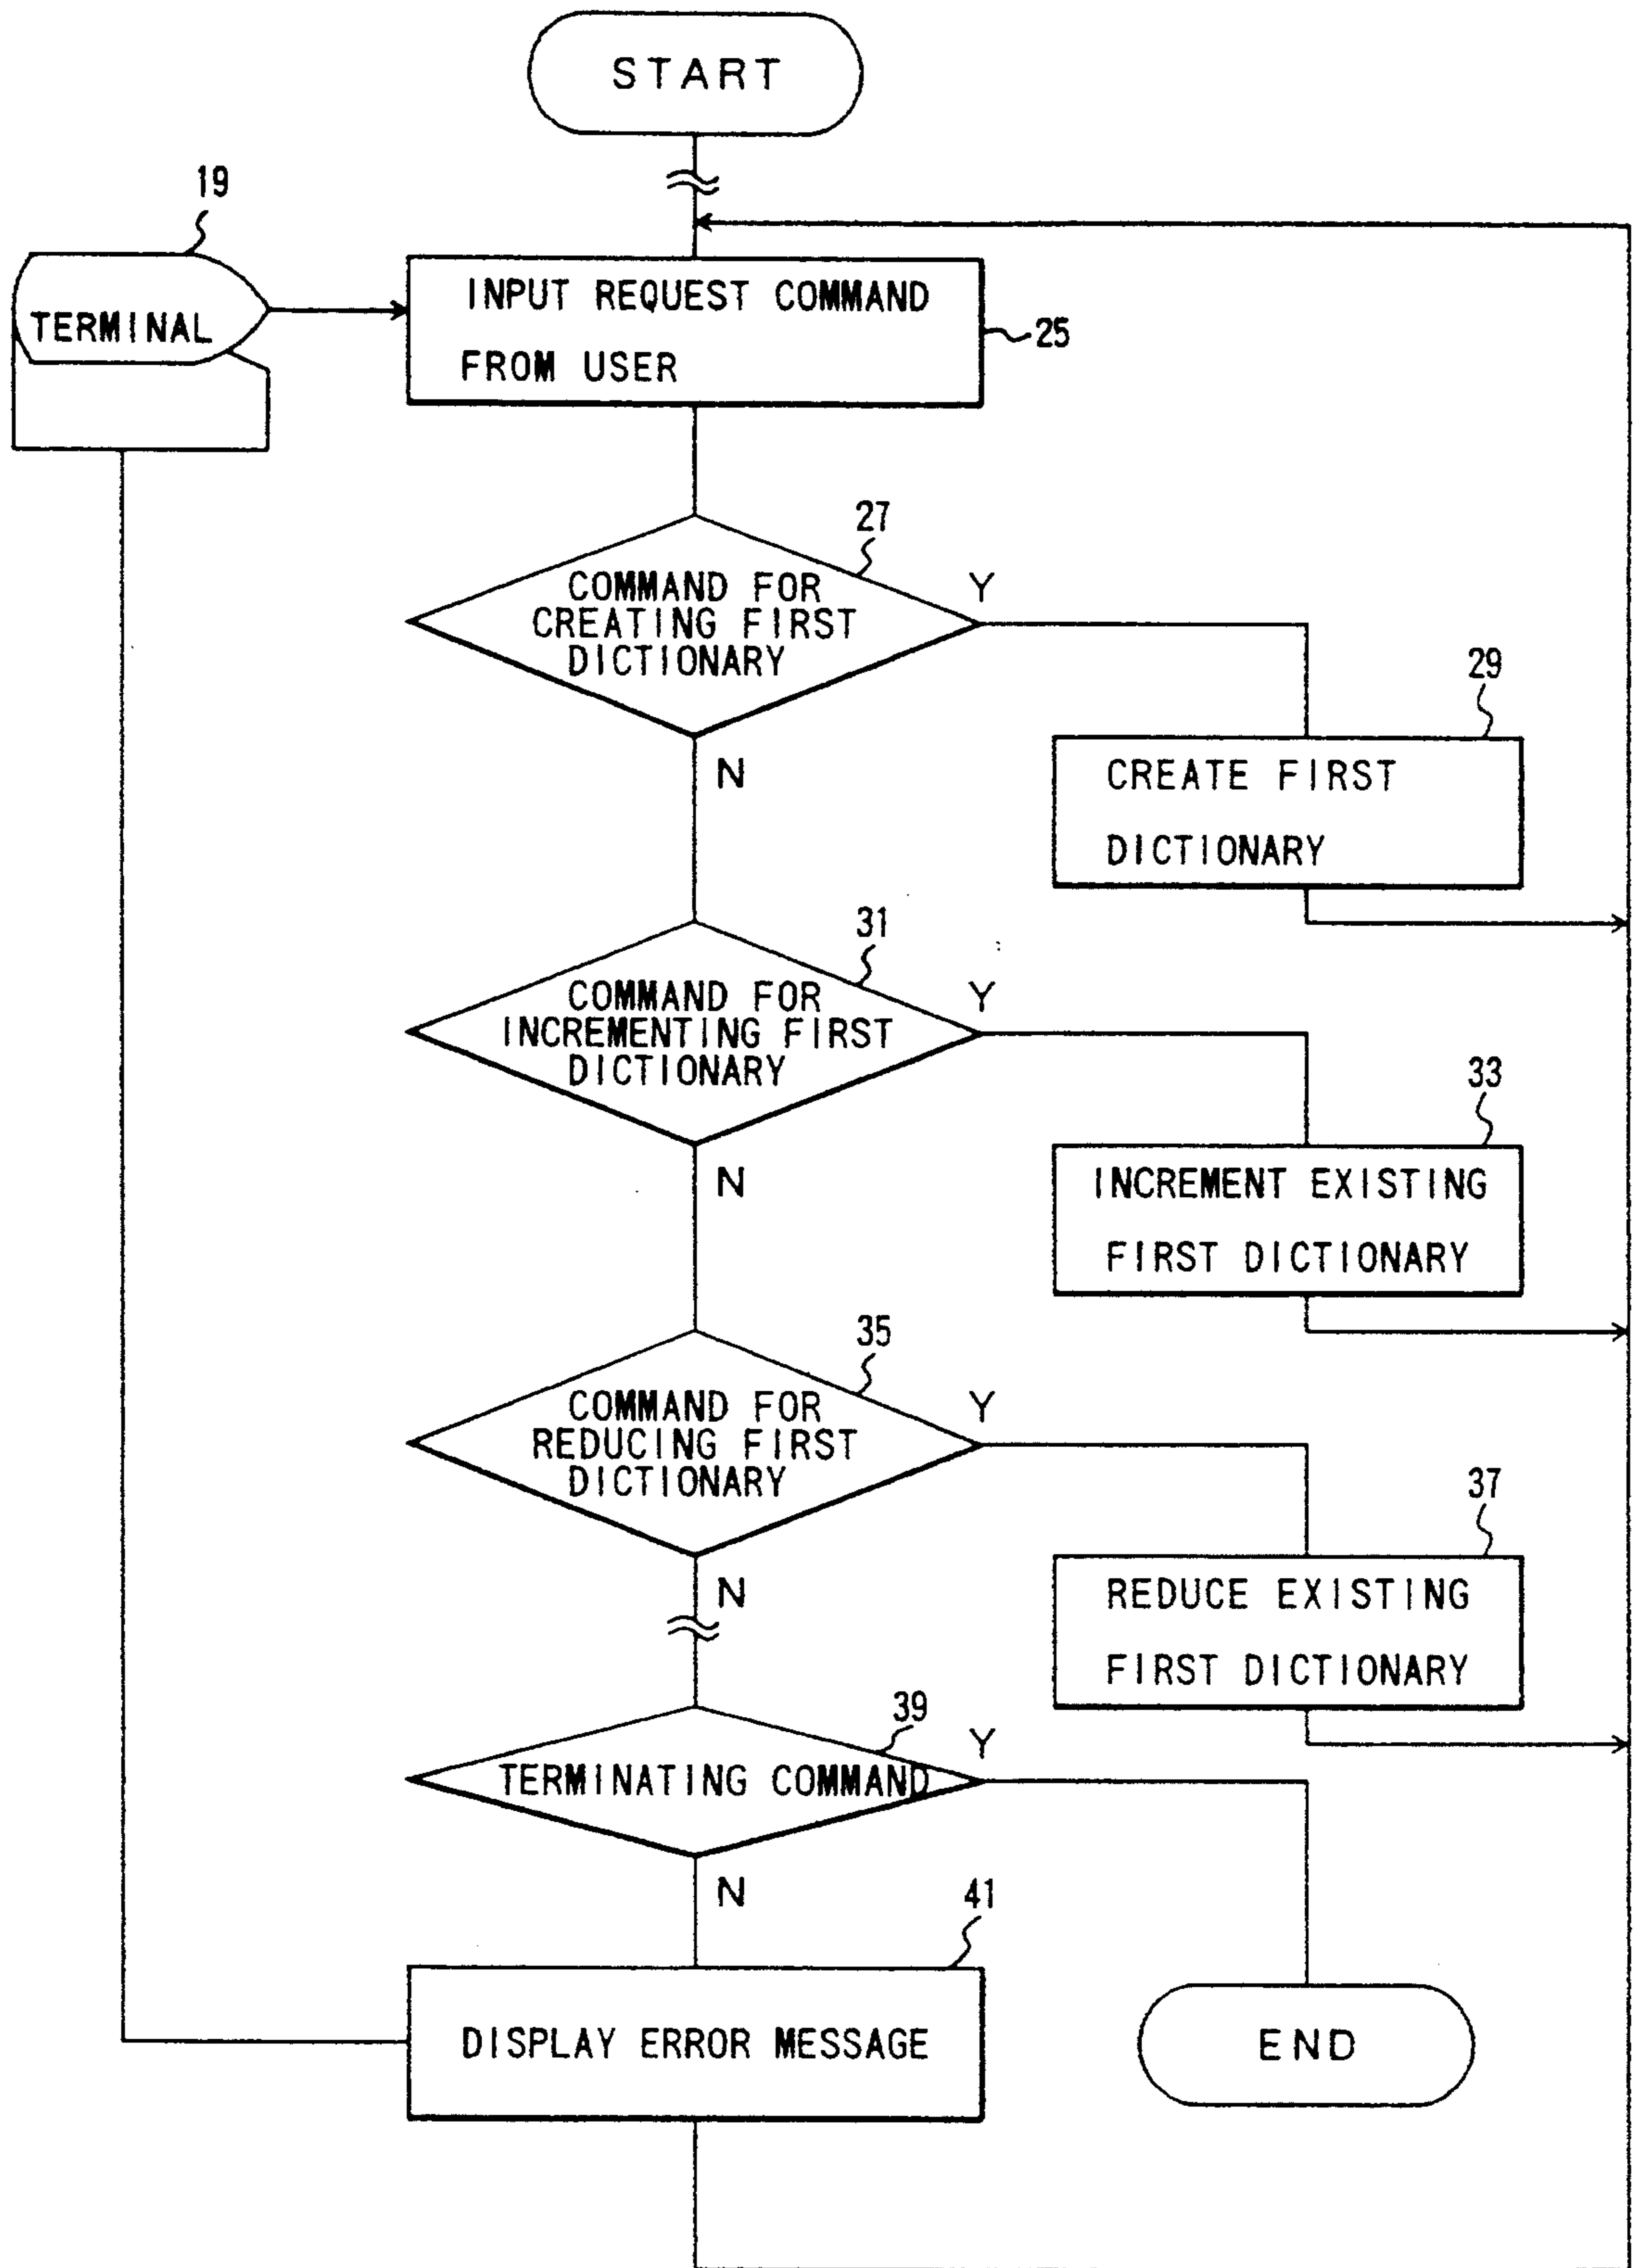 START
19
TERMINAL
INPUT REQUEST COMMAND
FROM USER
25
27
COMMAND FOR
CREATING FIRST
DICTIONARY
Y
N
29
CREATE FIRST
DICTIONARY
31
COMMAND FOR
INCREMENTING FIRST
DICTIONARY
Y
N
33
INCREMENT EXISTING
FIRST DICTIONARY
35
COMMAND FOR
REDUCING FIRST
DICTIONARY
Y
N
37
REDUCE EXISTING
FIRST DICTIONARY
39
TERMINATING COMMAND
Y
N
41
DISPLAY ERROR MESSAGE
END